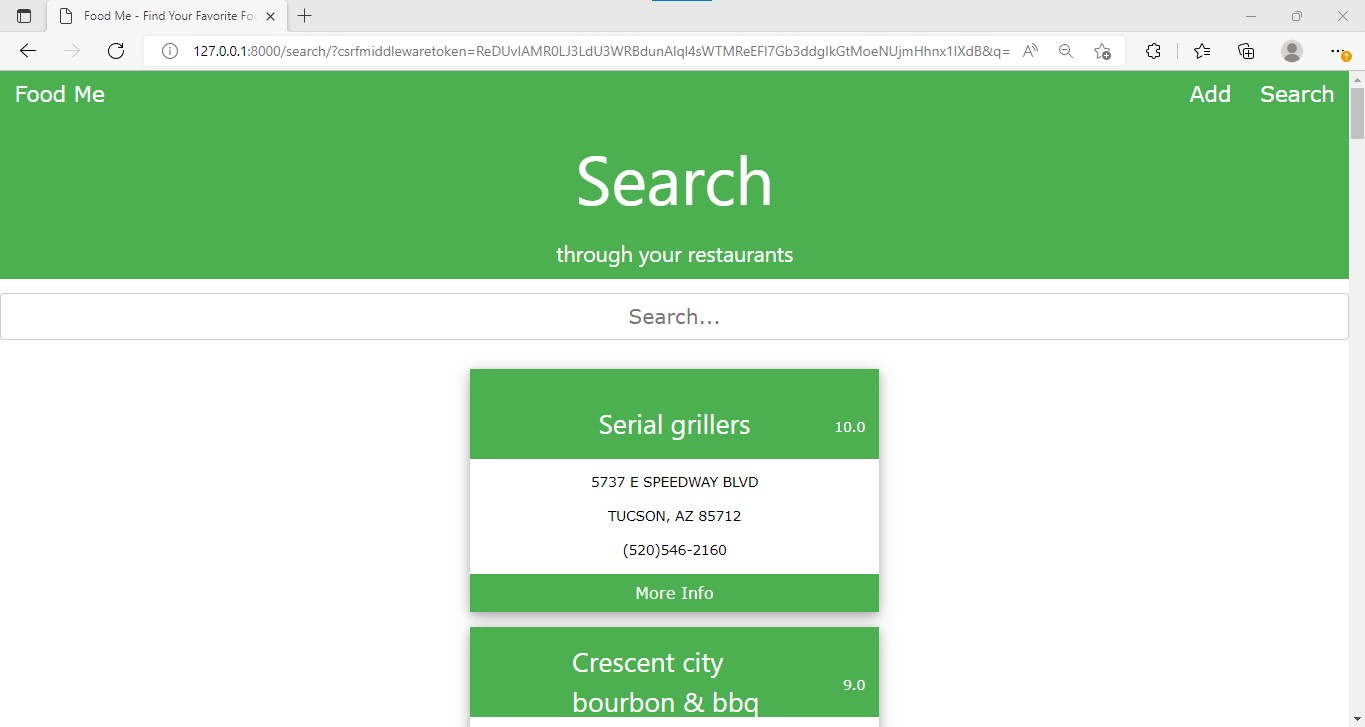 Food Me - Find Your Favorite Foo
127.0.0.1:8000/search/?csrfmiddlewaretoken=ReDUvIAMR0LJ3LdU3WRBdunAlql4sWTMReEFI7Gb3ddgIkGtMoeNUjmHhnx1IXdB&q=
Food Me
Add
Search
Search
through your restaurants
Search...
Serial grillers
10.0
5737 E SPEEDWAY BLVD
TUCSON, AZ 85712
(520)546-2160
More Info
Crescent city
bourbon & bbq
9.0